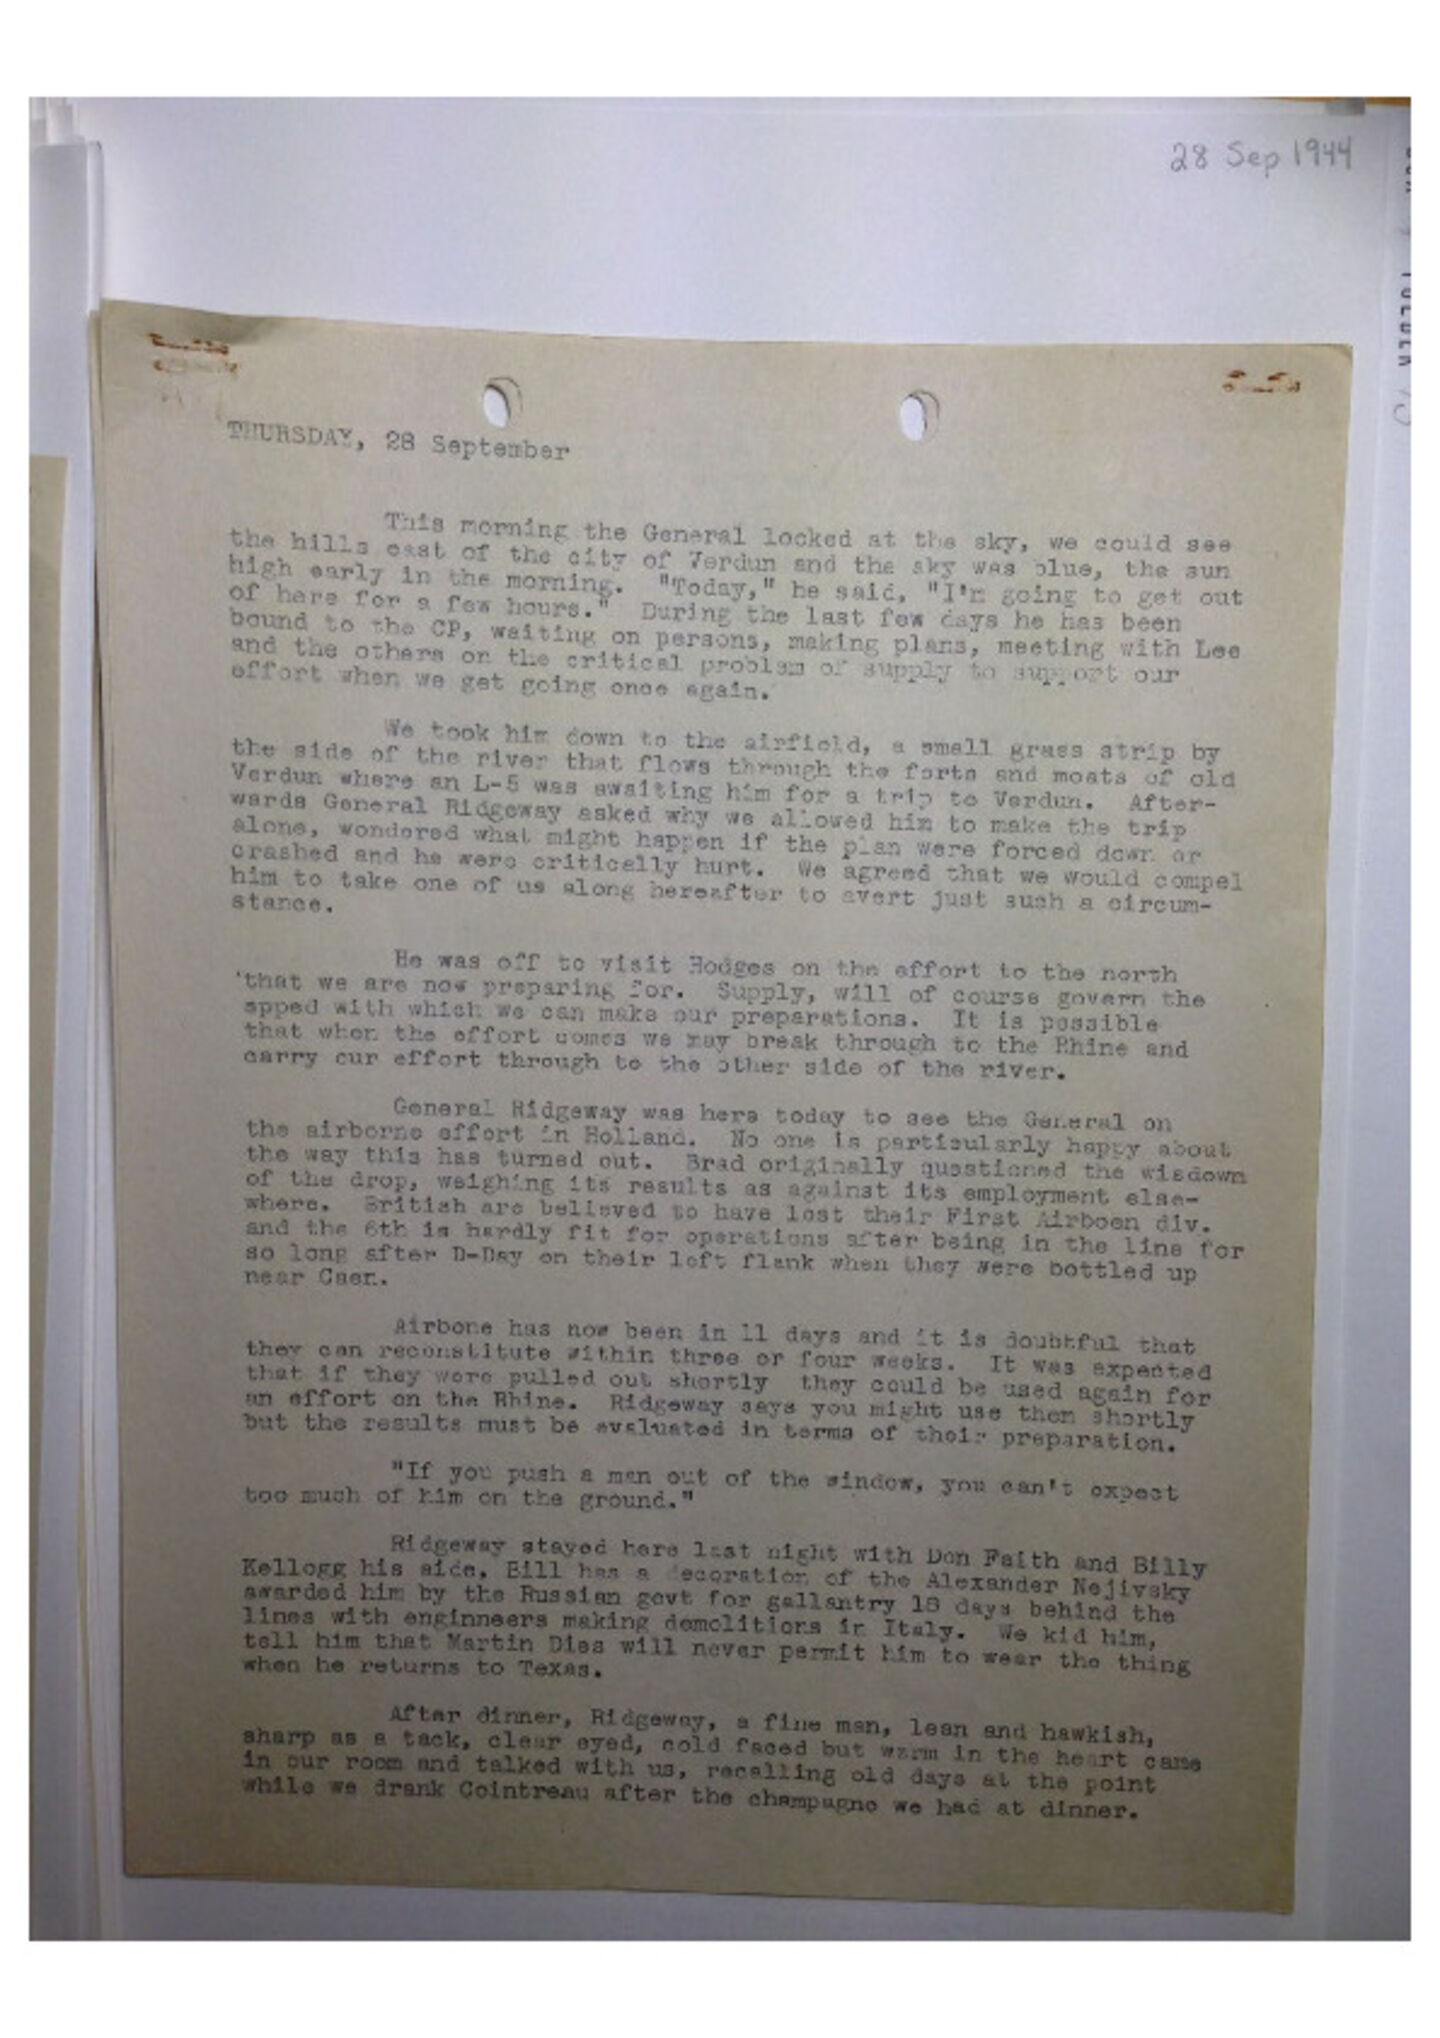 28 Sep 1944
THURSDAY, 28 September
This morning the General looked at the sky, we could see
the hills east of the city of Verdun and the sky was blue, the sun
high early in the morning. "Today," he said, "I'm going to get out
of here for a few hours." During the last few days he has been
bound to the CP, waiting on persons, making plans, meeting with Lee
and the others on the critical problem of supply to support our
effort when we get going once again.
We took him down to the airfield, a small grass strip by
the side of the river that flows through the forts and moats of old
Verdun where an L-5 was awaiting him for a trip to Verdun. After-
wards General Ridgeway asked why we allowed him to make the trip
alone, wondered what might happen if the plan were forced down or
crashed and he were critically hurt. We agreed that we would compel
him to take one of us along hereafter to avert just such a circum-
stance.
He was off to visit Hodges on the effort to the north
'that we are now preparing for. Supply, will of course govern the
spped with which we can make our preparations. It is possible
that when the effort comes we may break through to the Rhine and
carry our effort through to the other side of the river.
General Ridgeway was here today to see the General on
the airborne effort in Holland. No one is particularly happy about
the way this has turned out. Brad originally questioned the wisdown
of the drop, weighing its results as against its employment else-
where. British are believed to have lost their First Airboen div.
and the 6th is hardly fit for operations after being in the line for
so long after D-Day on their left flank when they were bottled up
near Caen.
Airbone has now been in 11 days and it is doubtful that
they can reconstitute within three or four weeks. It was expected
that if they were pulled out shortly they could be used again for
an effort on the Rhine. Ridgeway says you might use them shortly
but the results must be evaluated in terms of their preparation.
"If you push a man out of the window, you can't expect
too much of him on the ground."
Ridgeway stayed here last night with Don Faith and Billy
Kellogg his aide. Bill has a decoration of the Alexander Nejivsky
awarded him by the Russian govt for gallantry 18 days behind the
lines with enginneers making demolitions in Italy. We kid him,
tell him that Martin Dies will never permit him to wear the thing
when he returns to Texas.
After dinner, Ridgeway, a fine man, lean and hawkish,
sharp as a tack, clear eyed, cold faced but warm in the heart came
in our room and talked with us, recalling old days at the point
while we drank Cointreau after the champagne we had at dinner.